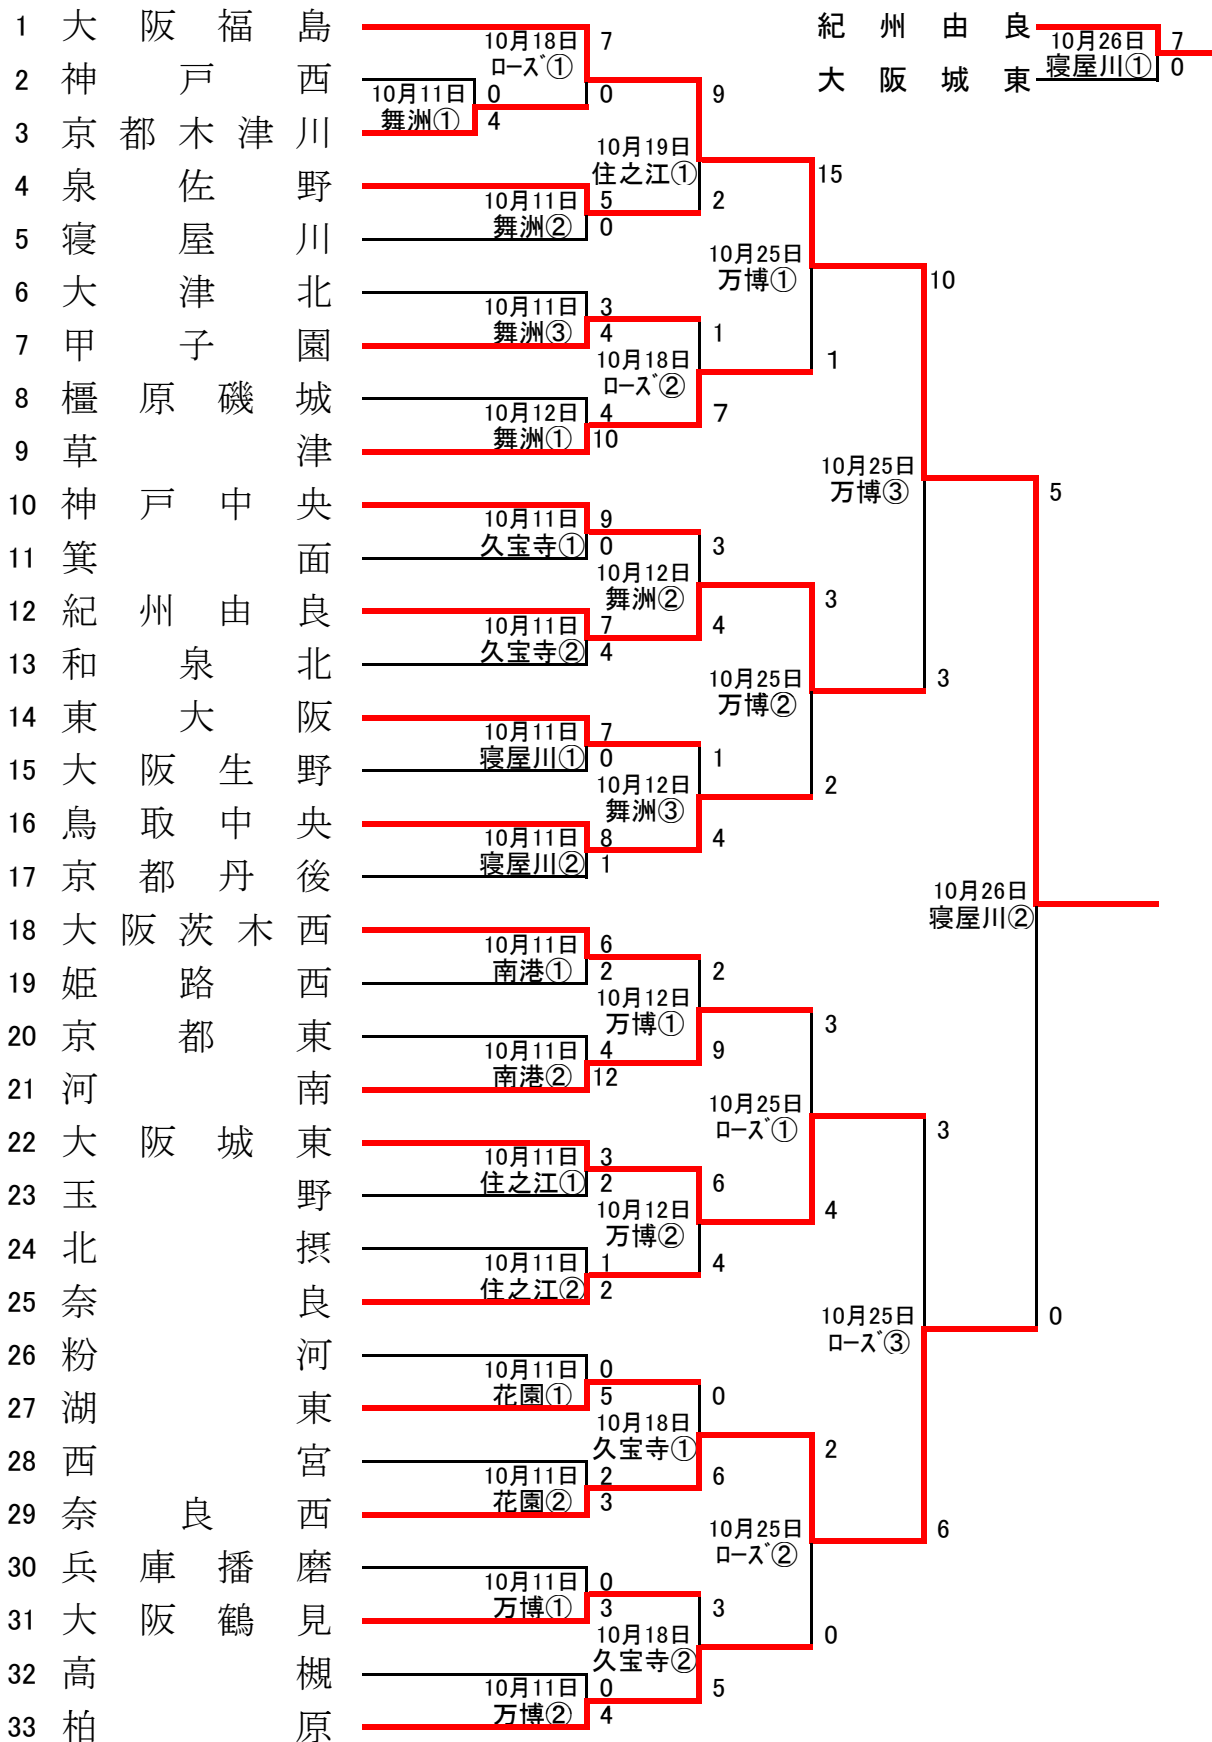 1 大阪福島
2 神戸西
3 京都木津川
4 泉佐野
5 寝屋川
6 大津北
7 甲子園
8 橿原磯城
9 草津
10 神戸中央
11 箕面
12 紀州由良
13 和泉北
14 東大阪
15 大阪生野
16 鳥取中央
17 京都丹後
18 大阪茨木西
19 姫路西
20 京都東
21 河南
22 大阪城東
23 玉野
24 北摂
25 奈良
26 粉河
27 湖東
28 西宮
29 奈良西
30 兵庫播磨
31 大阪鶴見
32 高槻
33 柏原
10月11日 0
舞洲① 4
10月18日 7
ローズ① 0
10月11日 5
舞洲② 0
10月11日 3
舞洲③ 4
10月12日 4
舞洲① 10
10月11日 9
久宝寺① 0
10月11日 7
久宝寺② 4
10月11日 7
寝屋川① 0
10月11日 8
寝屋川② 1
10月11日 6
南港① 2
10月11日 4
南港② 12
10月11日 3
住之江① 2
10月11日 1
住之江② 2
10月11日 0
花園① 5
10月11日 2
花園② 3
10月11日 0
万博① 3
10月11日 0
万博② 4
9
10月19日
住之江①
2
1
10月18日
ローズ②
7
3
10月12日
舞洲②
4
1
10月12日
舞洲③
4
2
10月12日
万博①
9
6
10月12日
万博②
4
0
10月18日
久宝寺①
6
3
10月18日
久宝寺②
5
15
10月25日
万博①
1
3
10月25日
万博②
2
3
10月25日
ローズ①
4
2
10月25日
ローズ②
0
10
10月25日
万博③
3
3
10月25日
ローズ③
6
5
10月26日
寝屋川②
0
紀州由良
大阪城東
10月26日 7
寝屋川① 0